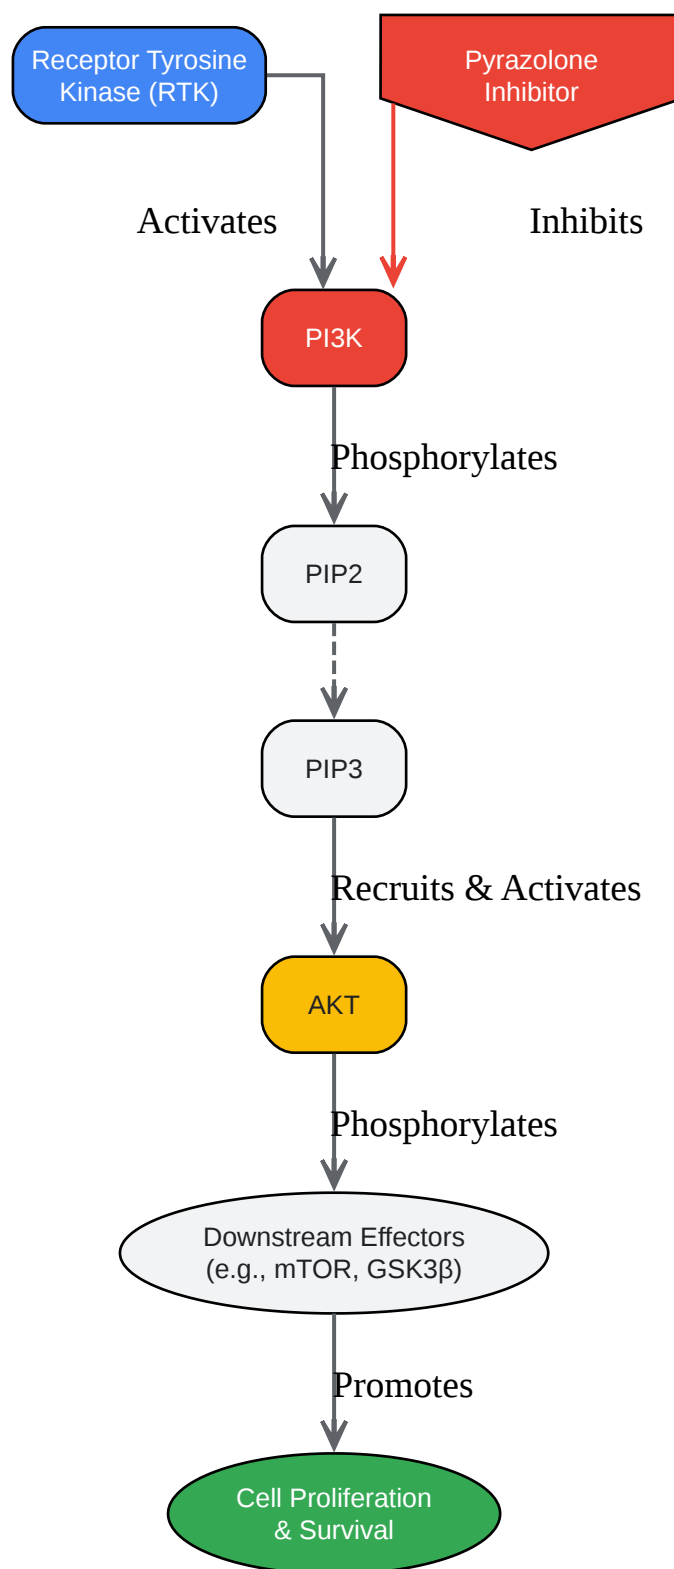 Receptor Tyrosine
Kinase (RTK)
Pyrazolone
Inhibitor
Activates
Inhibits
PI3K
Phosphorylates
PIP2
PIP3
Recruits & Activates
AKT
Phosphorylates
Downstream Effectors
(e.g., mTOR, GSK3β)
Promotes
Cell Proliferation
& Survival